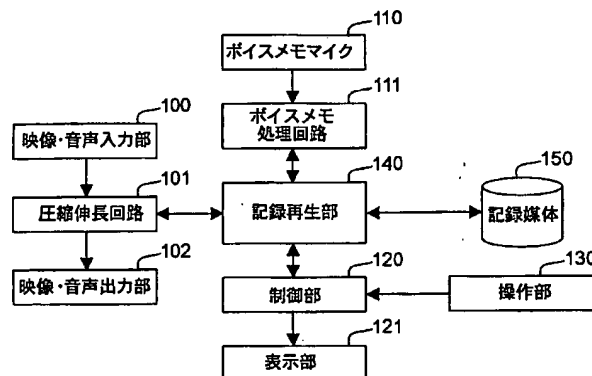 110
ボイスメモマイク
111
ボイスメモ
処理回路
100
映像・音声入力部
101
圧縮伸長回路
140
記録再生部
150
記録媒体
102
映像・音声出力部
120
制御部
130
操作部
121
表示部